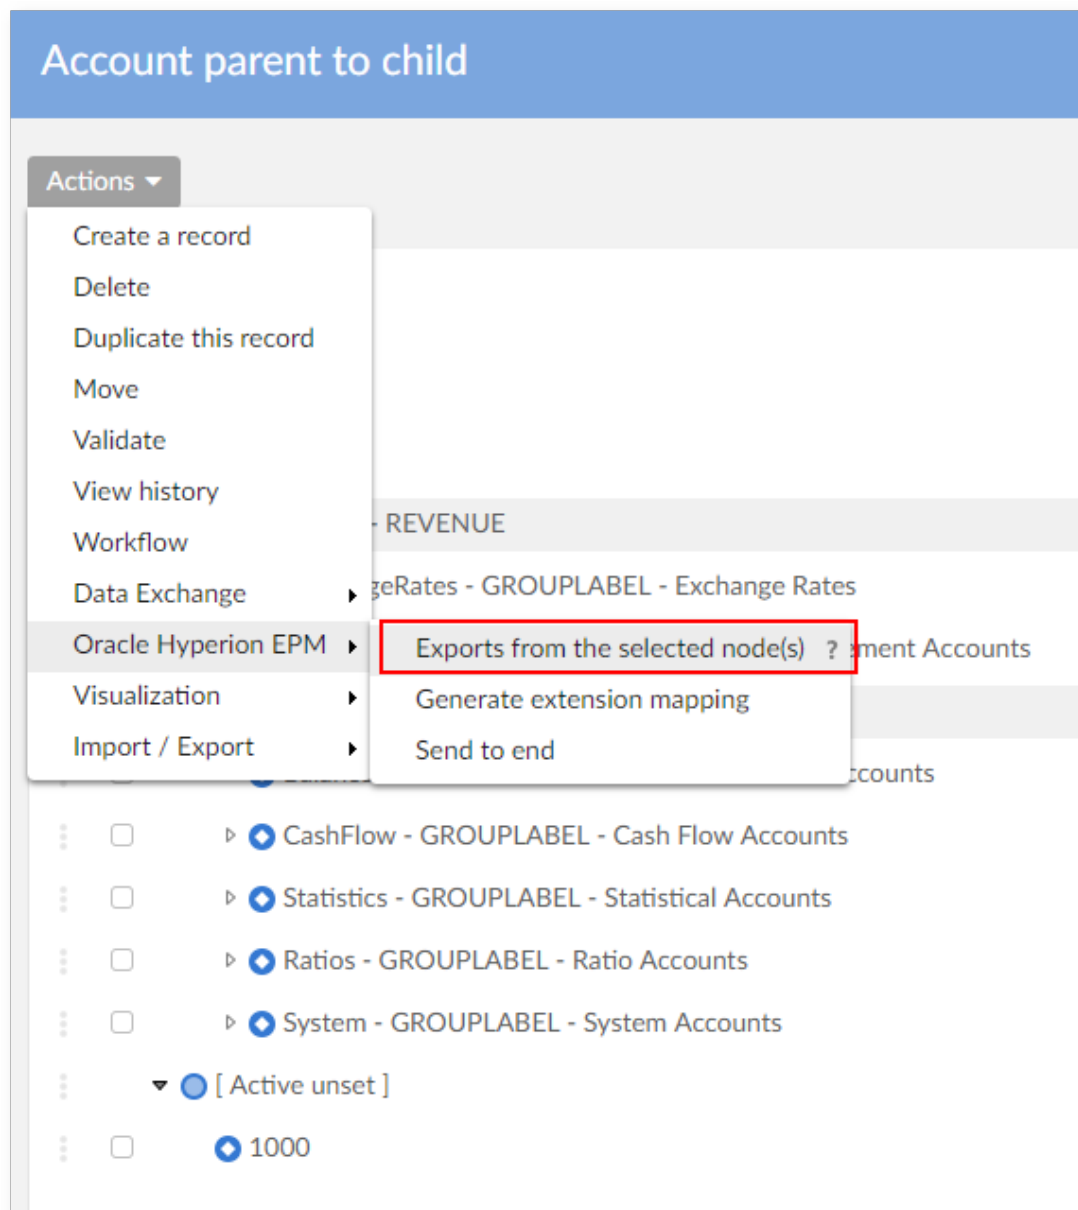 Account parent to child
Actions
Create a record
Delete
Duplicate this record
Move
Validate
View history
- REVENUE
Workflow
Data Exchange
geRates - GROUPLABEL - Exchange Rates
Oracle Hyperion EPM
Exports from the selected node(s) ?
ement Accounts
Visualization
Generate extension mapping
Import / Export
Send to end
ccounts
CashFlow - GROUPLABEL - Cash Flow Accounts
Statistics - GROUPLABEL - Statistical Accounts
Ratios - GROUPLABEL - Ratio Accounts
System - GROUPLABEL - System Accounts
[ Active unset ]
1000